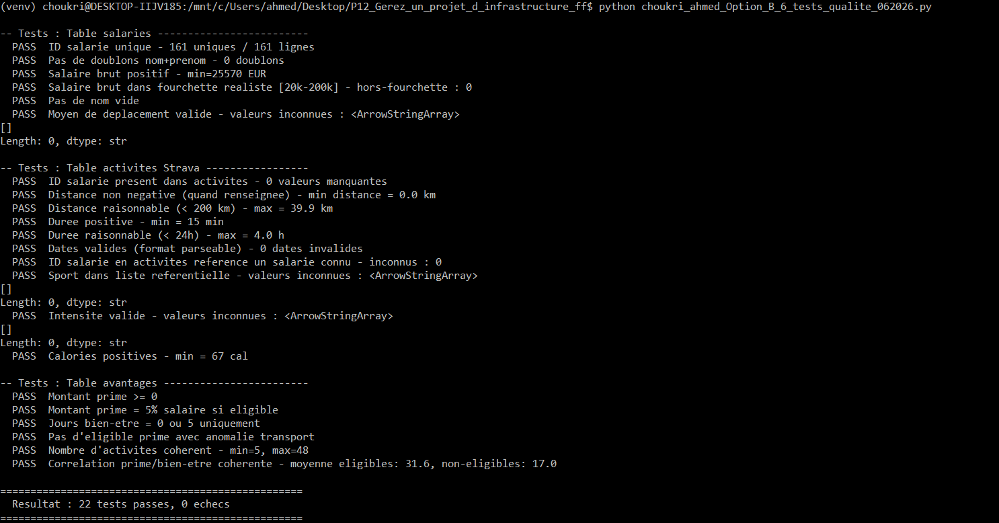 (venv) choukri@DESKTOP-IIJV185:/mnt/c/Users/ahmed/Desktop/P12_Gerez_un_projet_d_infrastructure_ff$ python choukri_ahmed_Option_B_6_tests_qualite_062026.py

-- Tests : Table salaries -------------------------
  PASS  ID salarie unique - 161 uniques / 161 lignes
  PASS  Pas de doublons nom+prenom - 0 doublons
  PASS  Salaire brut positif - min=25570 EUR
  PASS  Salaire brut dans fourchette realiste [20k-200k] - hors-fourchette : 0
  PASS  Pas de nom vide
  PASS  Moyen de deplacement valide - valeurs inconnues : <ArrowStringArray>
[]
Length: 0, dtype: str

-- Tests : Table activites Strava -----------------
  PASS  ID salarie present dans activites - 0 valeurs manquantes
  PASS  Distance non negative (quand renseignee) - min distance = 0.0 km
  PASS  Distance raisonnable (< 200 km) - max = 39.9 km
  PASS  Duree positive - min = 15 min
  PASS  Duree raisonnable (< 24h) - max = 4.0 h
  PASS  Dates valides (format parseable) - 0 dates invalides
  PASS  ID salarie en activites reference un salarie connu - inconnus : 0
  PASS  Sport dans liste referentielle - valeurs inconnues : <ArrowStringArray>
[]
Length: 0, dtype: str
  PASS  Intensite valide - valeurs inconnues : <ArrowStringArray>
[]
Length: 0, dtype: str
  PASS  Calories positives - min = 67 cal

-- Tests : Table avantages ------------------------
  PASS  Montant prime >= 0
  PASS  Montant prime = 5% salaire si eligible
  PASS  Jours bien-etre = 0 ou 5 uniquement
  PASS  Pas d'eligible prime avec anomalie transport
  PASS  Nombre d'activites coherent - min=5, max=48
  PASS  Correlation prime/bien-etre coherente - moyenne eligibles: 31.6, non-eligibles: 17.0

==================================================
  Resultat : 22 tests passes, 0 echecs
==================================================